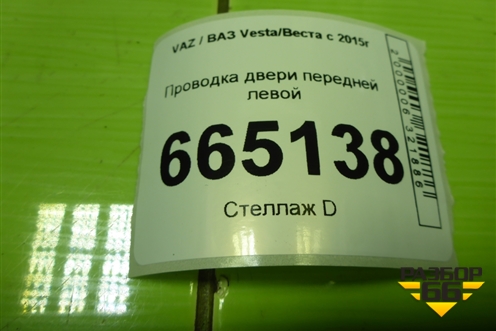 VAZ / ВАЗ Vesta/Веста с 2015г
Проводка двери передней
левой
665138
Стеллаж D
РАЗБОР
66